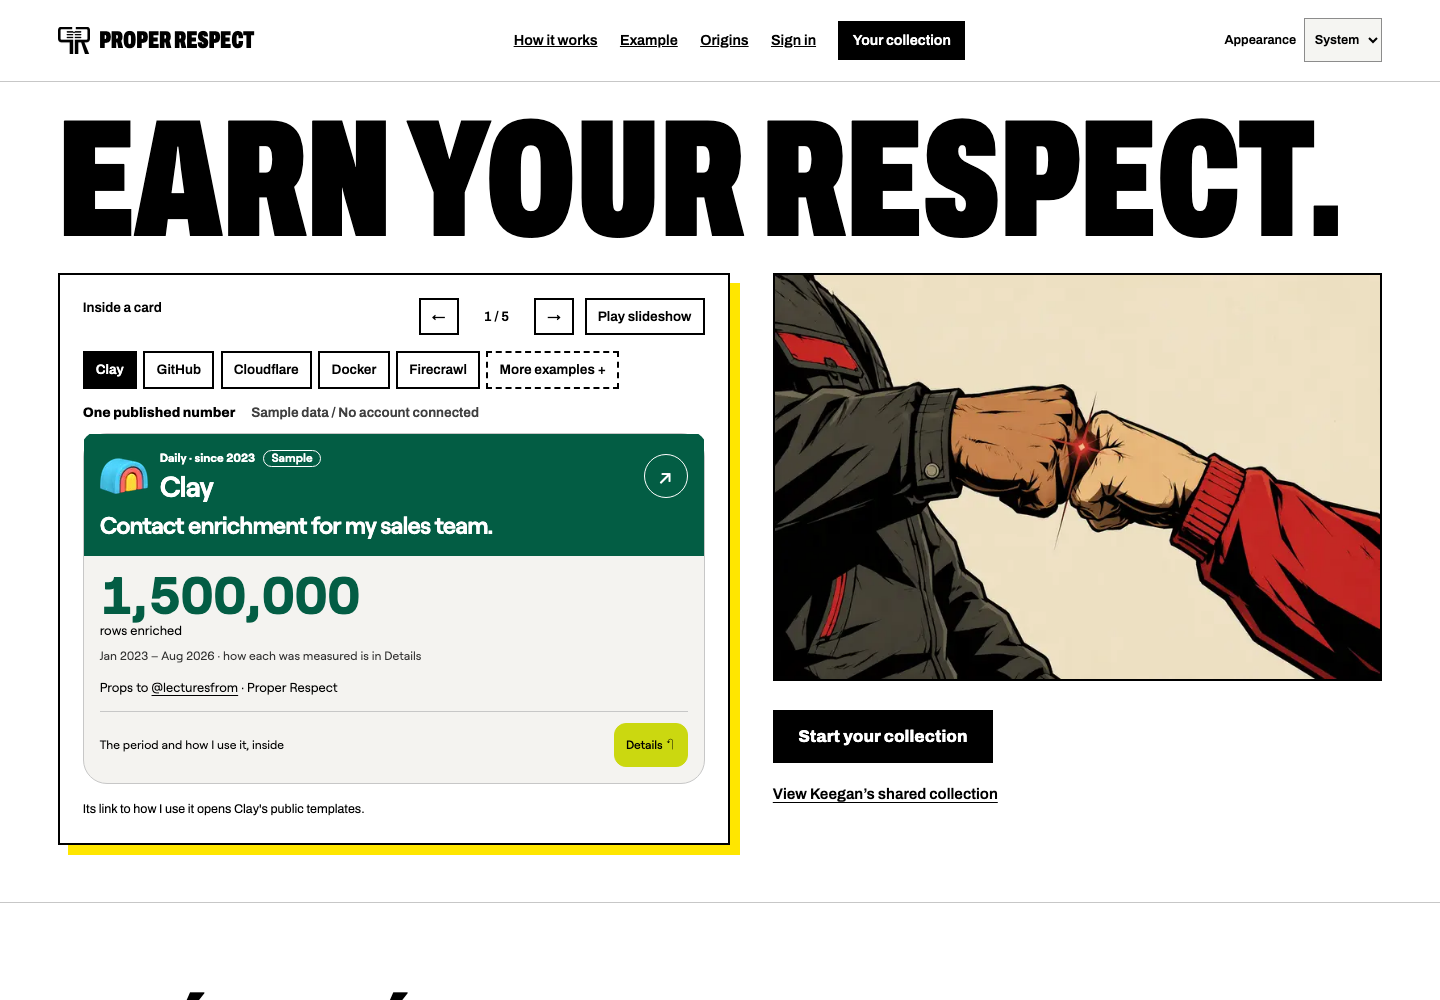 PROPER RESPECT
How it works
Example
Origins
Sign in
Your collection
Appearance
System
EARN YOUR RESPECT.
Inside a card
←
1 / 5
→
Play slideshow
Clay
GitHub
Cloudflare
Docker
Firecrawl
More examples +
One published number
Sample data / No account connected
Daily · since 2023
Sample
Clay
Contact enrichment for my sales team.
1,500,000
rows enriched
Jan 2023 – Aug 2026 · how each was measured is in Details
Props to @lecturesfrom · Proper Respect
The period and how I use it, inside
Details
Its link to how I use it opens Clay's public templates.
Start your collection
View Keegan’s shared collection